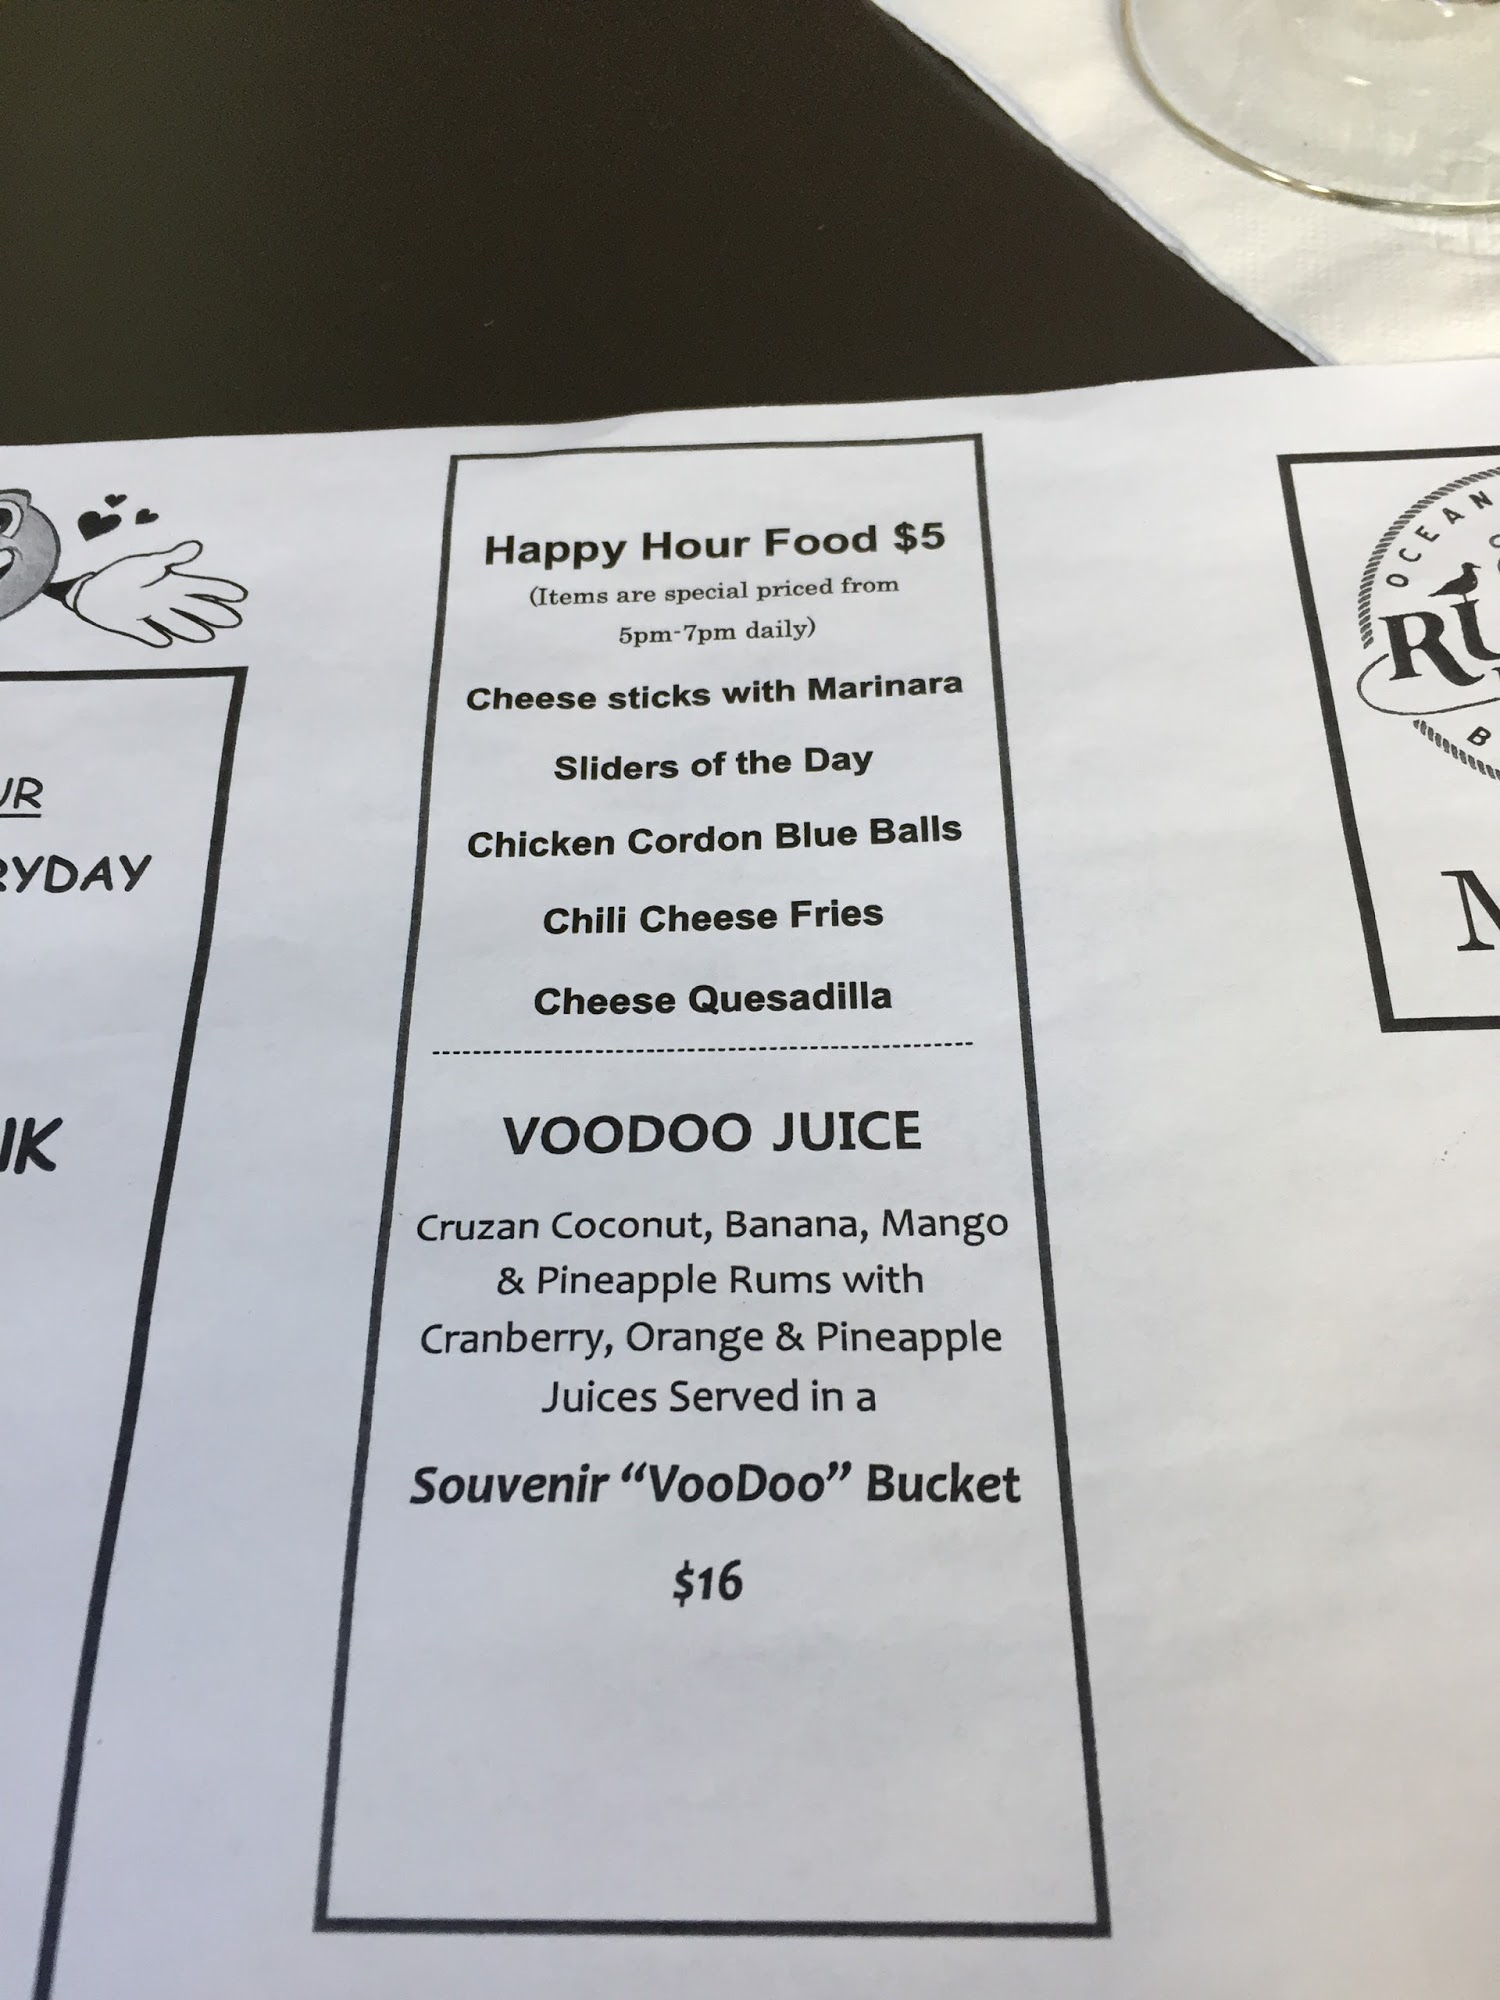 Happy Hour Food $5
(Items are special priced from
5pm-7pm daily)
Cheese sticks with Marinara
Sliders of the Day
Chicken Cordon Blue Balls
Chili Cheese Fries
Cheese Quesadilla
VOODOO JUICE
Cruzan Coconut, Banana, Mango
& Pineapple Rums with
Cranberry, Orange & Pineapple
Juices Served in a
Souvenir “VooDoo” Bucket
$16
OCEAN